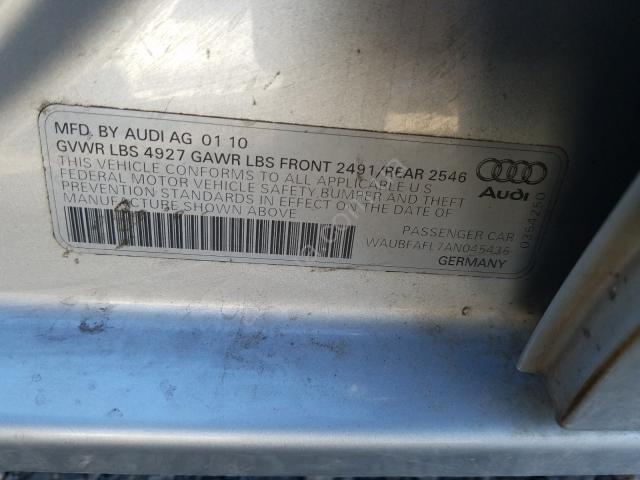 MFD. BY AUDI AG 01 10
GVWR LBS 4927 GAWR LBS FRONT 2491/REAR 2546
THIS VEHICLE CONFORMS TO ALL APPLICABLE U S
FEDERAL MOTOR VEHICLE SAFETY BUMPER AND THEFT
PREVENTION STANDARDS IN EFFECT ON THE DATE OF
MANUFACTURE SHOWN ABOVE
Audi
PASSENGER CAR
WAUBFAFL7AN045436
GERMANY
0364250